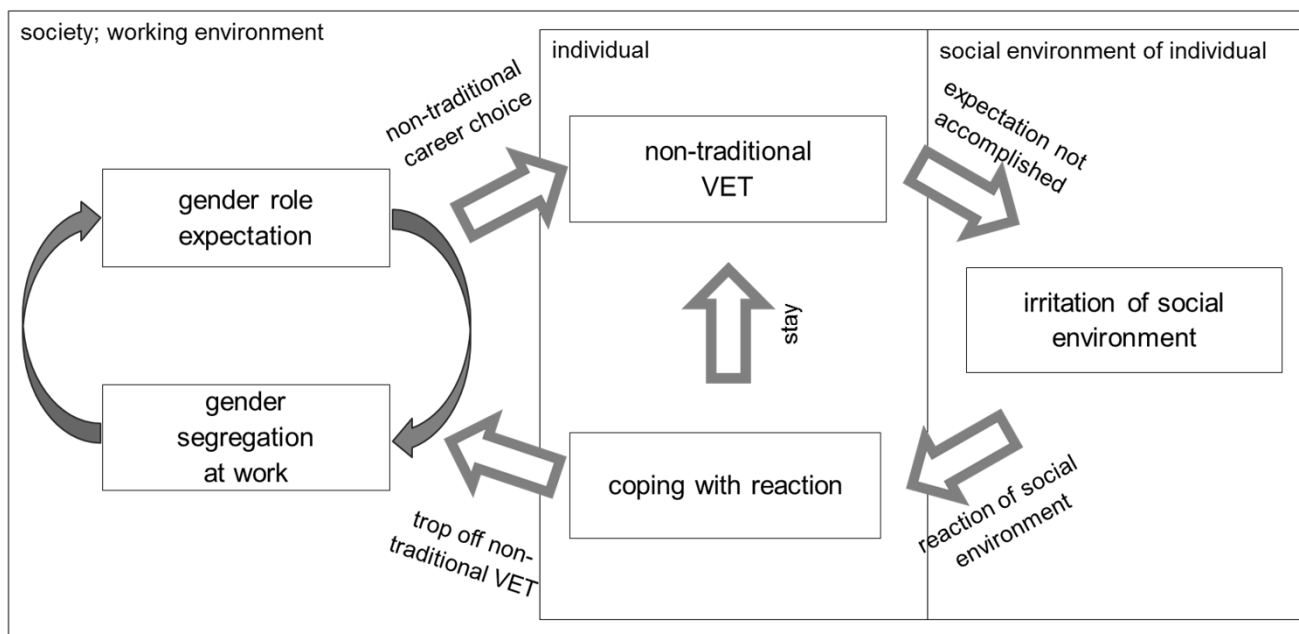 society; working environment
individual
social environment of individual
non-traditional
career choice
expectation not
accomplished
non-traditional
VET
gender role
expectation
irritation of social
environment
stay
gender
segregation
at work
coping with reaction
trop off non-
traditional VET
reaction of social
environment